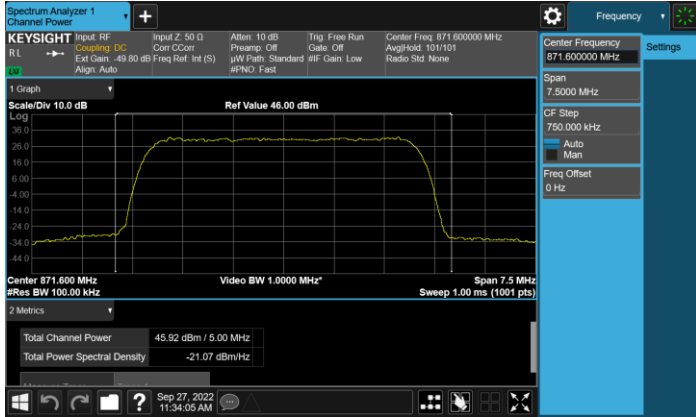 Spectrum Analyzer 1
Channel Power
Frequency
KEYSIGHT
RL
Input: RF
Coupling: DC
Ext Gain: -49.80 dB
Align: Auto
Input Z: 50 Ω
Corr CCorr
Freq Ref: Int (S)
Atten: 10 dB
Preamp: Off
µW Path: Standard
#PNO: Fast
Trig: Free Run
Gate: Off
#IF Gain: Low
Center Freq: 871.600000 MHz
Avg|Hold: 101/101
Radio Std: None
Center Frequency
871.600000 MHz
Settings
Span
7.5000 MHz
CF Step
750.000 kHz
Auto
Man
Freq Offset
0 Hz
1 Graph
Scale/Div 10.0 dB
Ref Value 46.00 dBm
Log
36.0
26.0
16.0
6.00
-4.00
-14.0
-24.0
-34.0
-44.0
Center 871.600 MHz
Video BW 1.0000 MHz*
Span 7.5 MHz
#Res BW 100.00 kHz
Sweep 1.00 ms (1001 pts)
2 Metrics
Total Channel Power 45.92 dBm / 5.00 MHz
Total Power Spectral Density -21.07 dBm/Hz
Sep 27, 2022
11:34:05 AM